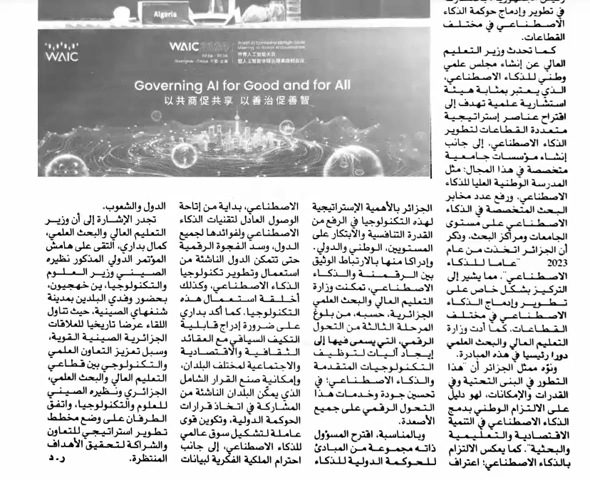 في تطوير وإدماج حوكمة الذكاء
الاصطناعي في مختلف
القطاعات.
كما تحدث وزير التعليم
العالي عن إنشاء مجلس علمي
وطني للذكاء الاصطناعي،
الذي يعتبر بمثابة هيئة
استشارية علمية تهدف إلى
اقتراح عناصر إستراتيجية
متعددة القطاعات لتطوير
الذكاء الاصطناعي، إلى جانب
إنشاء مؤسسات جامعية
متخصصة في هذا المجال: مثل
المدرسة الوطنية العليا للذكاء
الاصطناعي، ورفع عدد مخابر
البحث المتخصصة في الذكاء
الاصطناعي على مستوى
الجامعات ومراكز البحث. وذكر
أن الجزائر اتخذت من عام
2023 "عاما للذكاء
الاصطناعي"، مما يشير إلى
التركيز بشكل خاص على
تطوير وإدماج الذكاء
الاصطناعي في مختلف
القطاعات. كما أدت وزارة
التعليم العالي والبحث العلمي
دورا رئيسيا في هذه المبادرة.
ونوّه ممثل الجزائر أن "هذا
التطور في البنى التحتية وفي
القدرات والإمكانات، لهو دليل
على الالتزام الوطني بدمج
الذكاء الاصطناعي في التنمية
الاقتصادية والتعليمية
والبحثية". كما يعكس الالتزام
بالذكاء الاصطناعي؛ اعتراف
Algeria
WAIC
WAIC 2024
世界人工智能大会
Governing AI for Good and for All
以共商促共享 以善治促善智
الجزائر بالأهمية الإستراتيجية
لهذه التكنولوجيا في الرفع من
القدرة التنافسية والابتكار على
المستويين، الوطني والدولي،
وإدراكا منها بالارتباط الوثيق
بين الرقمنة والذكاء
الاصطناعي، تمكنت وزارة
التعليم العالي والبحث العلمي
الجزائرية، حسبه، من بلوغ
المرحلة الثالثة من التحول
الرقمي، التي يسعى فيها إلى
إيجاد آليات لتوظيف
التكنولوجيات المتقدمة
والذكاء الاصطناعي؛ في
تحسين جودة وخدمات هذا
التحول الرقمي على جميع
الأصعدة.
وبالمناسبة، اقترح المسؤول
ذاته مجموعة من المبادئ
للحوكمة الدولية للذكاء
الاصطناعي، بداية من إتاحة
الوصول العادل لتقنيات الذكاء
الاصطناعي ولفوائدها لجميع
الدول، وسد الفجوة الرقمية
حتى تتمكن الدول الناشئة من
استعمال وتطوير تكنولوجيا
الذكاء الاصطناعي، وكذلك
أخلقة استعمال هذه
التكنولوجيا. كما أكد بداري
على ضرورة إدراج قابلية
التكيف السياقي مع العقائد
الثقافية والاقتصادية
والاجتماعية لمختلف البلدان،
وإمكانية صنع القرار الشامل
الذي يمكّن البلدان الناشئة من
المشاركة في اتخاذ قرارات
الحوكمة الدولية، وتكوين قوى
عاملة لتشكيل سوق عالمي
للذكاء الاصطناعي، إلى جانب
احترام الملكية الفكرية لبيانات
الدول والشعوب.
تجدر الإشارة إلى أن وزير
التعليم العالي والبحث العلمي،
كمال بداري، التقى على هامش
المؤتمر الدولي المذكور نظيره
الصيني وزير العلوم
والتكنولوجيا، ين خهجيون،
بحضور وفدي البلدين بمدينة
شنغهاي الصينية، حيث تناول
اللقاء عرضا تاريخيا للعلاقات
الجزائرية الصينية القوية،
وسبل تعزيز التعاون العلمي
والتكنولوجي بين قطاعي
التعليم العالي والبحث العلمي،
الجزائري ونظيره الصيني
للعلوم والتكنولوجيا، واتفق
الطرفان على وضع مخطط
تطوير استراتيجي للتعاون
والشراكة لتحقيق الأهداف
المنتظرة.
ر.د